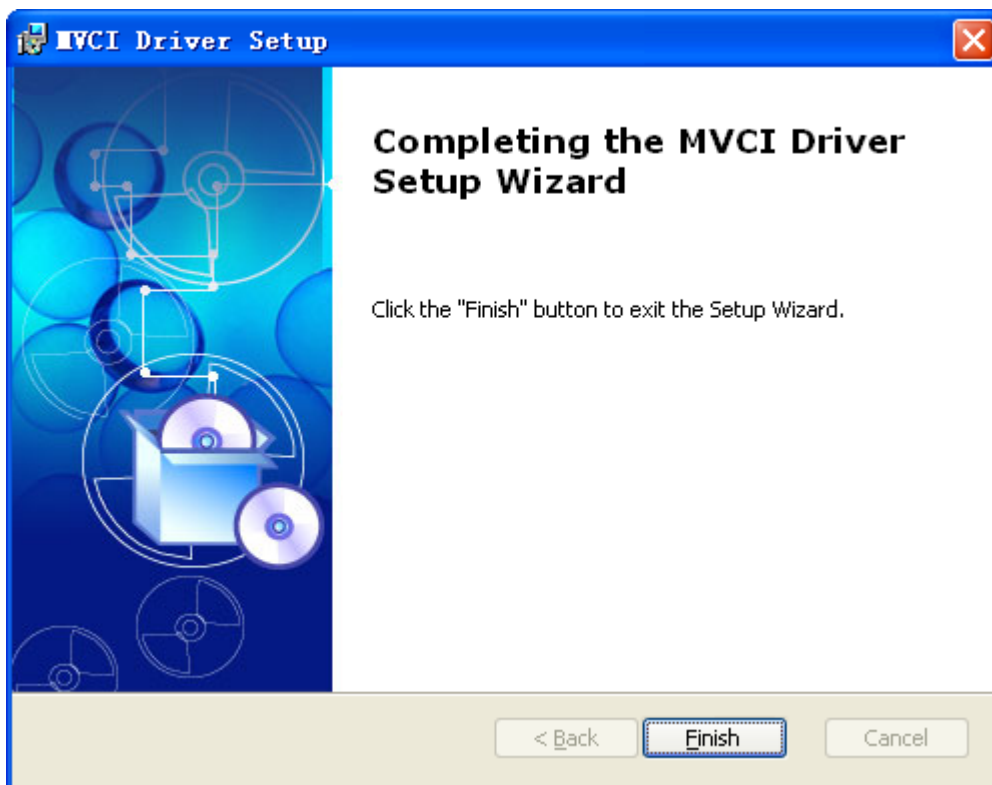 MVCI Driver Setup
Completing the MVCI Driver
Setup Wizard
Click the "Finish" button to exit the Setup Wizard.
< Back
Finish
Cancel